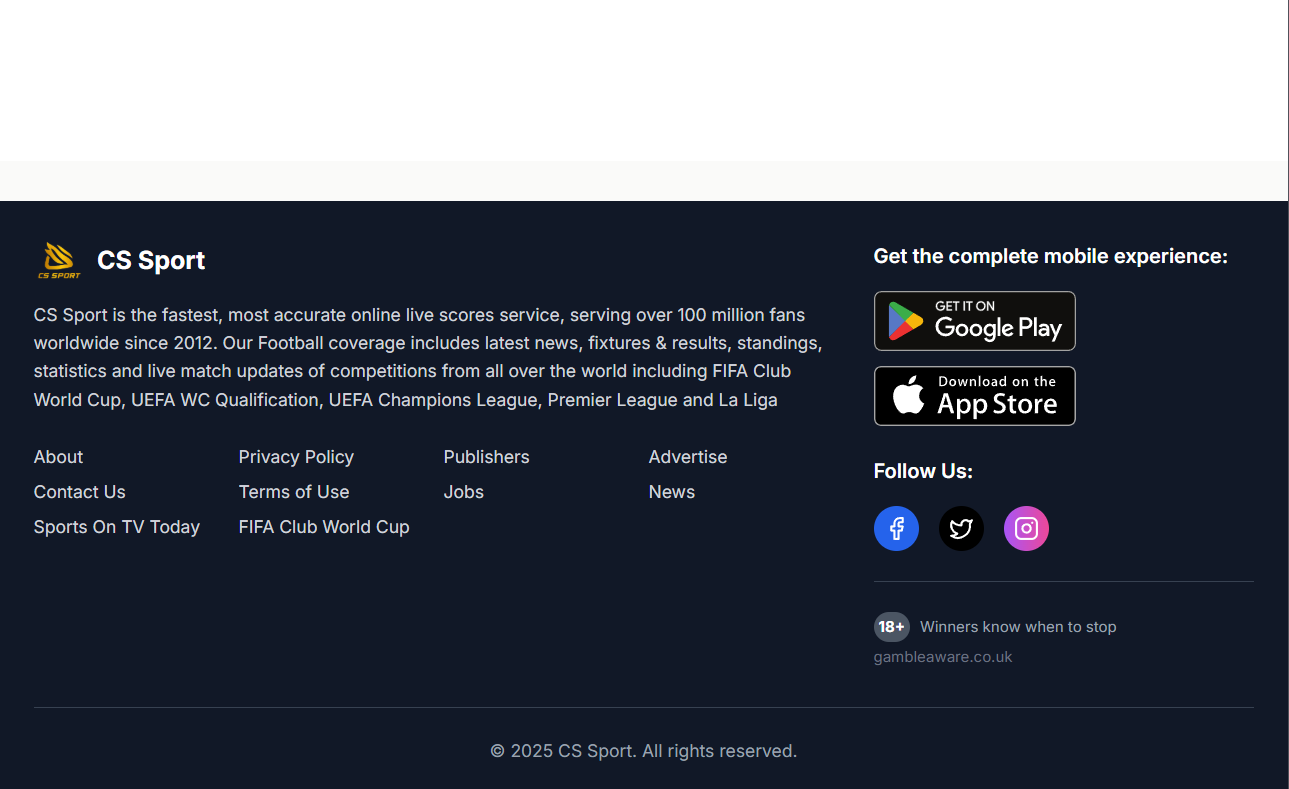 CS SPORT
CS Sport
CS Sport is the fastest, most accurate online live scores service, serving over 100 million fans
worldwide since 2012. Our Football coverage includes latest news, fixtures & results, standings,
statistics and live match updates of competitions from all over the world including FIFA Club
World Cup, UEFA WC Qualification, UEFA Champions League, Premier League and La Liga
About
Privacy Policy
Publishers
Advertise
Contact Us
Terms of Use
Jobs
News
Sports On TV Today
FIFA Club World Cup
Get the complete mobile experience:
GET IT ON
Google Play
Download on the
App Store
Follow Us:
18+ Winners know when to stop
gambleaware.co.uk
© 2025 CS Sport. All rights reserved.